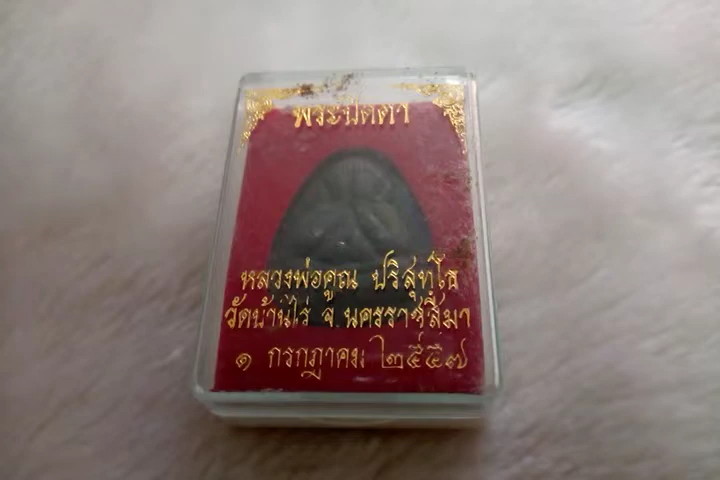 พระปิดตา
หลวงพ่อคูณ ปริสุทฺโธ
วัดบ้านไร่ จ.นครราชสีมา
๑ กรกฎาคม ๒๕๕๗